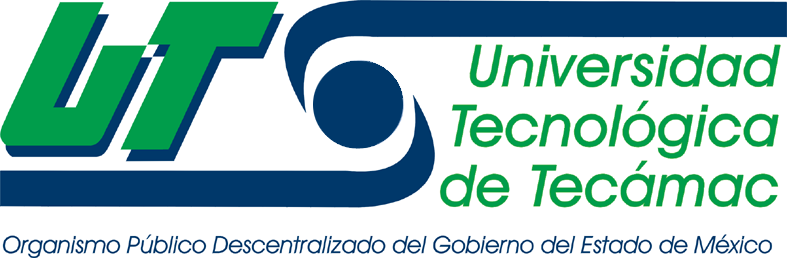 UT
Universidad
Tecnológica
de Tecámac
Organismo Público Descentralizado del Gobierno del Estado de México